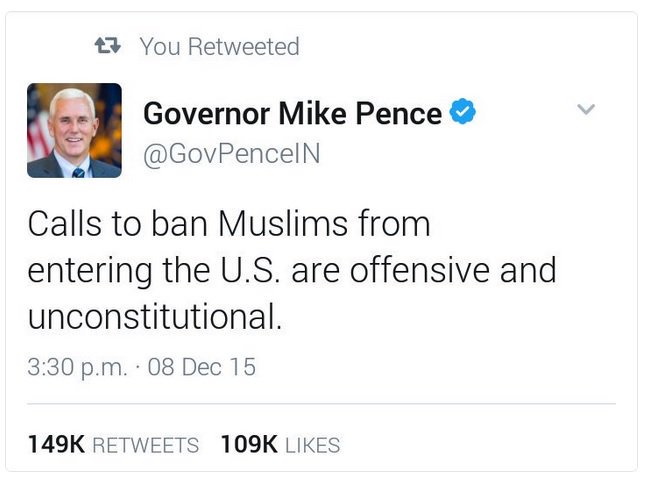 You Retweeted
Governor Mike Pence
@GovPenceIN
Calls to ban Muslims from
entering the U.S. are offensive and
unconstitutional.
3:30 p.m. · 08 Dec 15
149K RETWEETS 109K LIKES